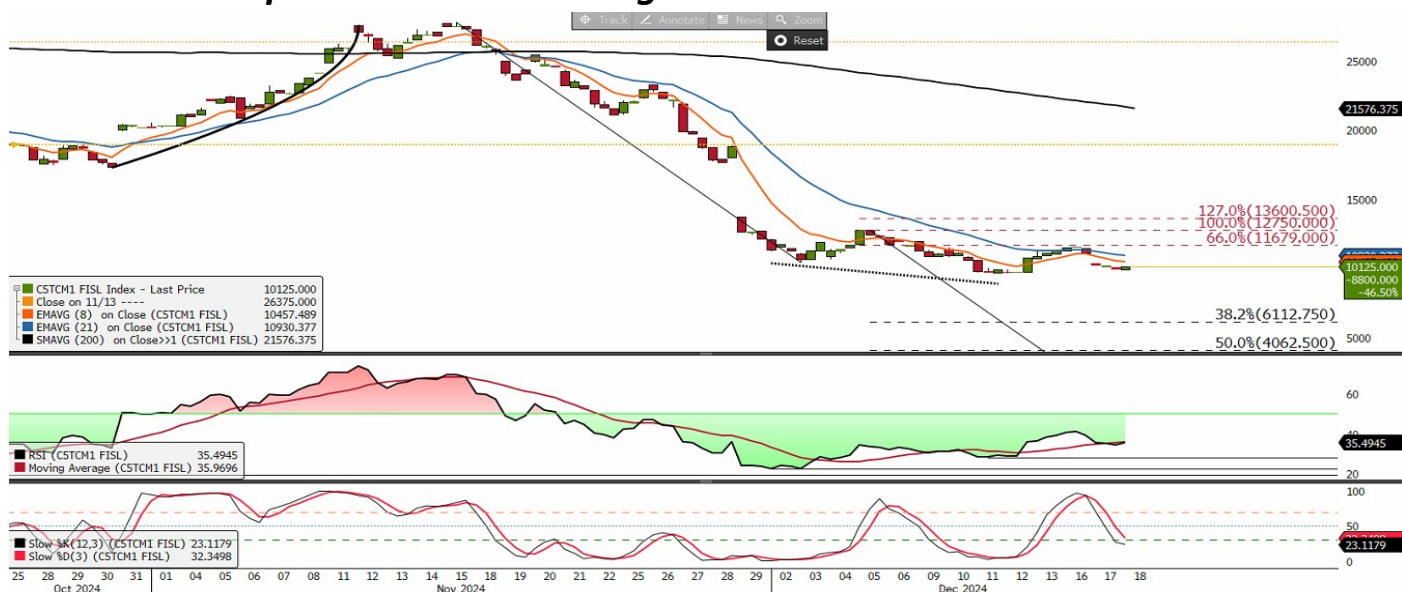 Track Annotate News Zoom
Reset
25000
21576.375
20000
15000
127.0%(13600.500)
100.0%(12750.000)
66.0%(11679.000)
10125.000
-8800.000
-46.50%
38.2%(6112.750)
5000
50.0%(4062.500)
C5TCM1 FISL Index - Last Price 10125.000
Close on 11/13 ---- 26375.000
EMAVG (8) on Close (C5TCM1 FISL) 10457.489
EMAVG (21) on Close (C5TCM1 FISL) 10930.377
SMAVG (200) on Close>>1 (C5TCM1 FISL) 21576.375
60
40
35.4945
20
RSI (C5TCM1 FISL) 35.4945
Moving Average (C5TCM1 FISL) 35.9696
100
50
23.1179
0
Slow %K(12,3) (C5TCM1 FISL) 23.1179
Slow %D(3) (C5TCM1 FISL) 32.3498
25 28 29 30 31 01 04 05 06 07 08 11 12 13 14 15 18 19 20 21 22 25 26 27 28 29 02 03 04 05 06 09 10 11 12 13 16 17 18
Oct 2024 Nov 2024 Dec 2024